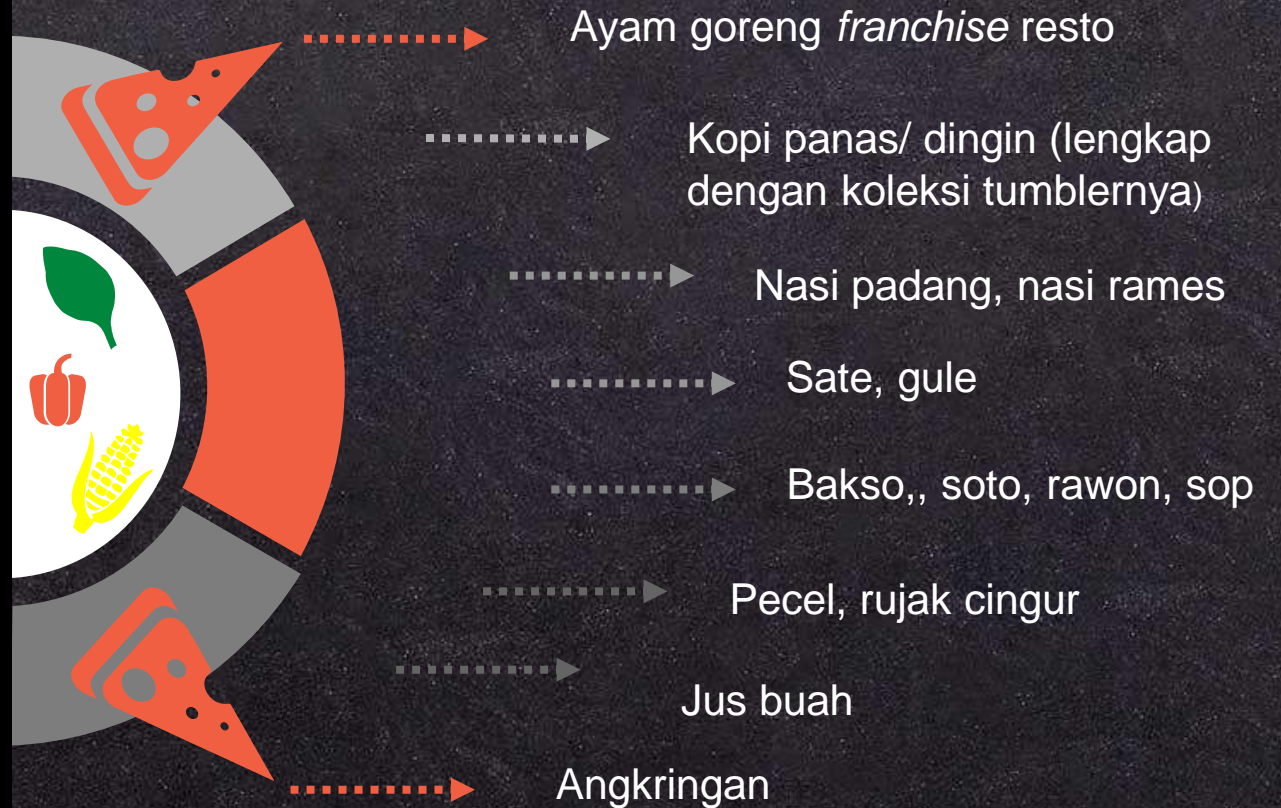 Ayam goreng franchise resto
Kopi panas/ dingin (lengkap
dengan koleksi tumblernya)
Nasi padang, nasi rames
Sate, gule
Bakso,, soto, rawon, sop
Pecel, rujak cingur
Jus buah
Angkringan